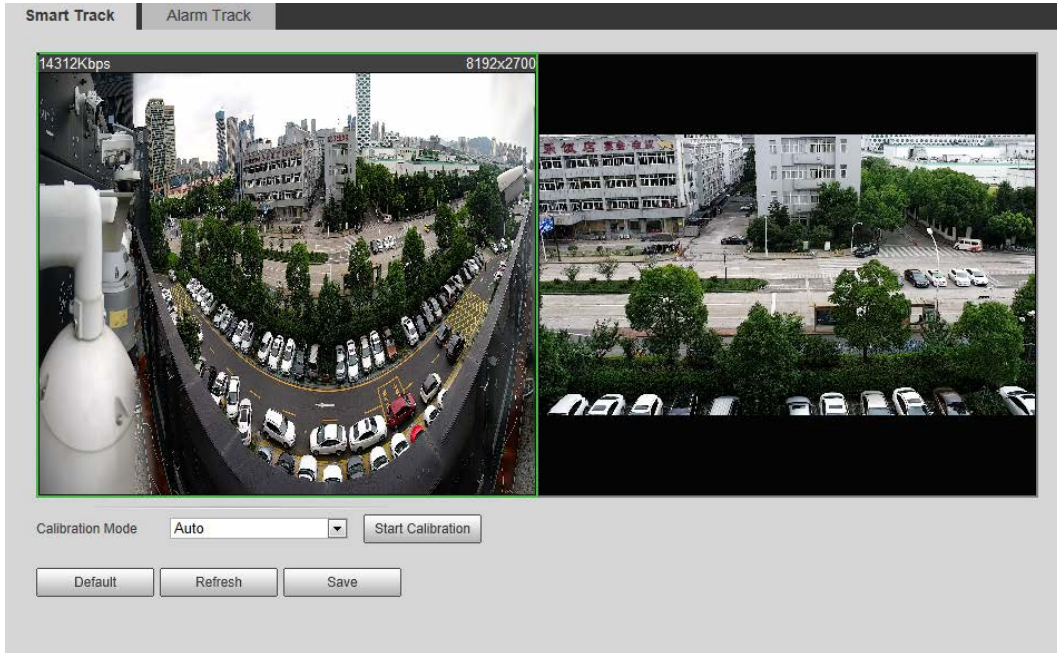 Smart Track
Alarm Track
14312Kbps
8192x2700
Calibration Mode
Auto
Start Calibration
Default
Refresh
Save